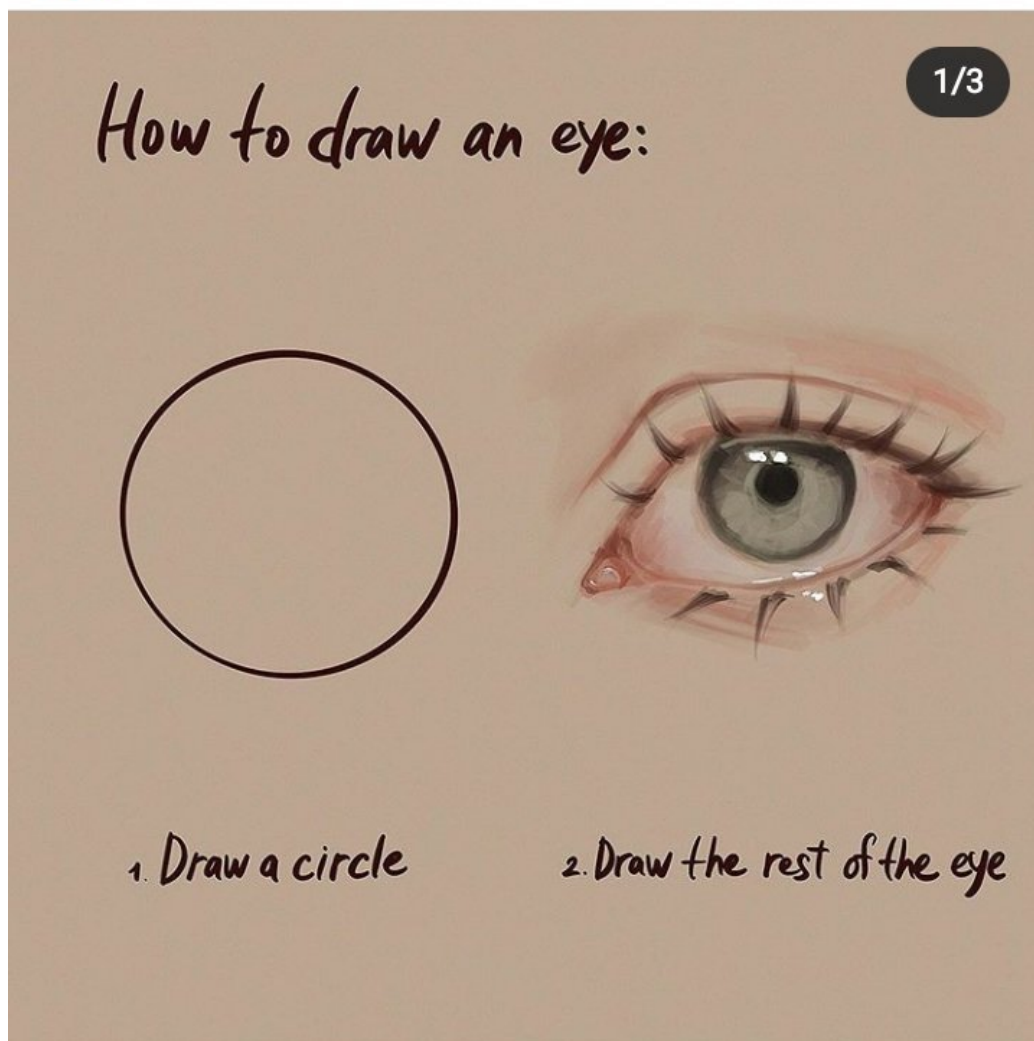 1/3
How to draw an eye:
1. Draw a circle
2. Draw the rest of the eye